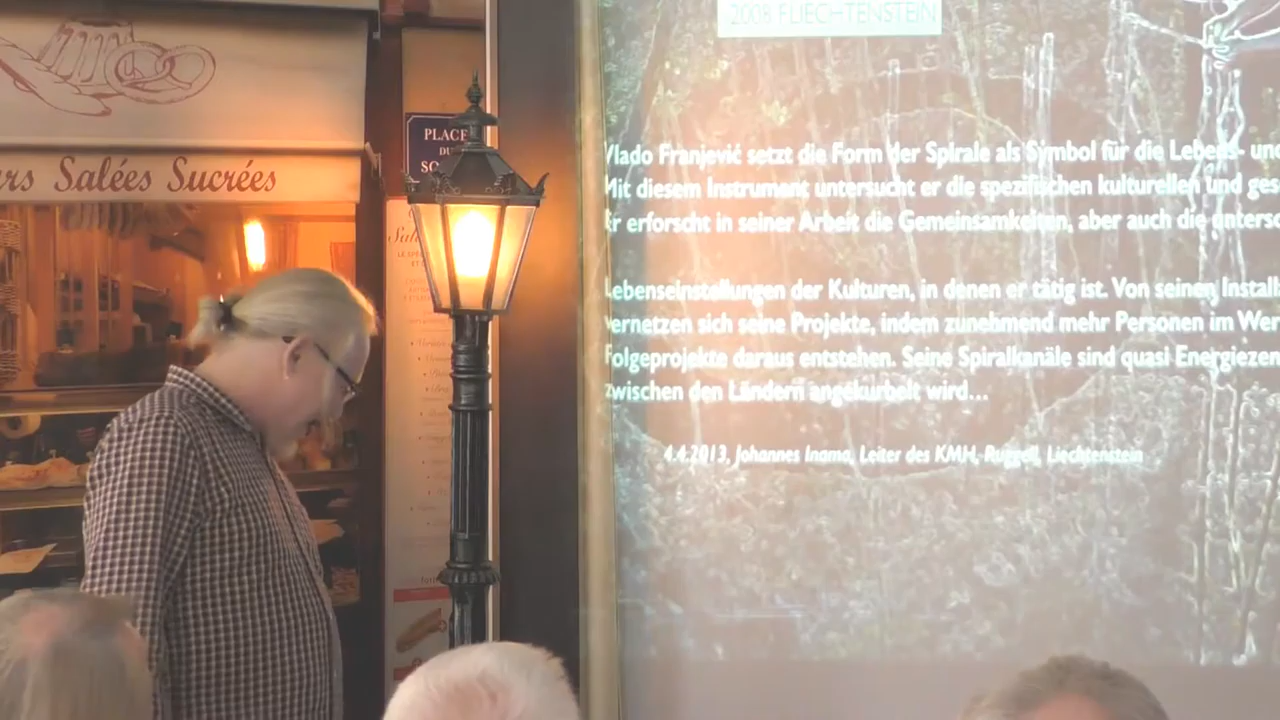 2008 FLIECHTENSTEIN
Salées Sucrées
PLACE
DU
Vlado Franjević setzt die Form der Spirale als Symbol für die Lebens- und
Mit diesem Instrument untersucht er die spezifischen kulturellen und ges
Er erforscht in seiner Arbeit die Gemeinsamkeiten, aber auch die untersc
Lebenseinstellungen der Kulturen, in denen er tätig ist. Von seinen Install
vernetzen sich seine Projekte, indem zunehmend mehr Personen im Wer
Folgeprojekte daraus entstehen. Seine Spiralkanäle sind quasi Energiezen
zwischen den Ländern angekurbelt wird...
4.4.2013, Johannes Inama, Leiter des KMH, Ruggell, Liechtenstein